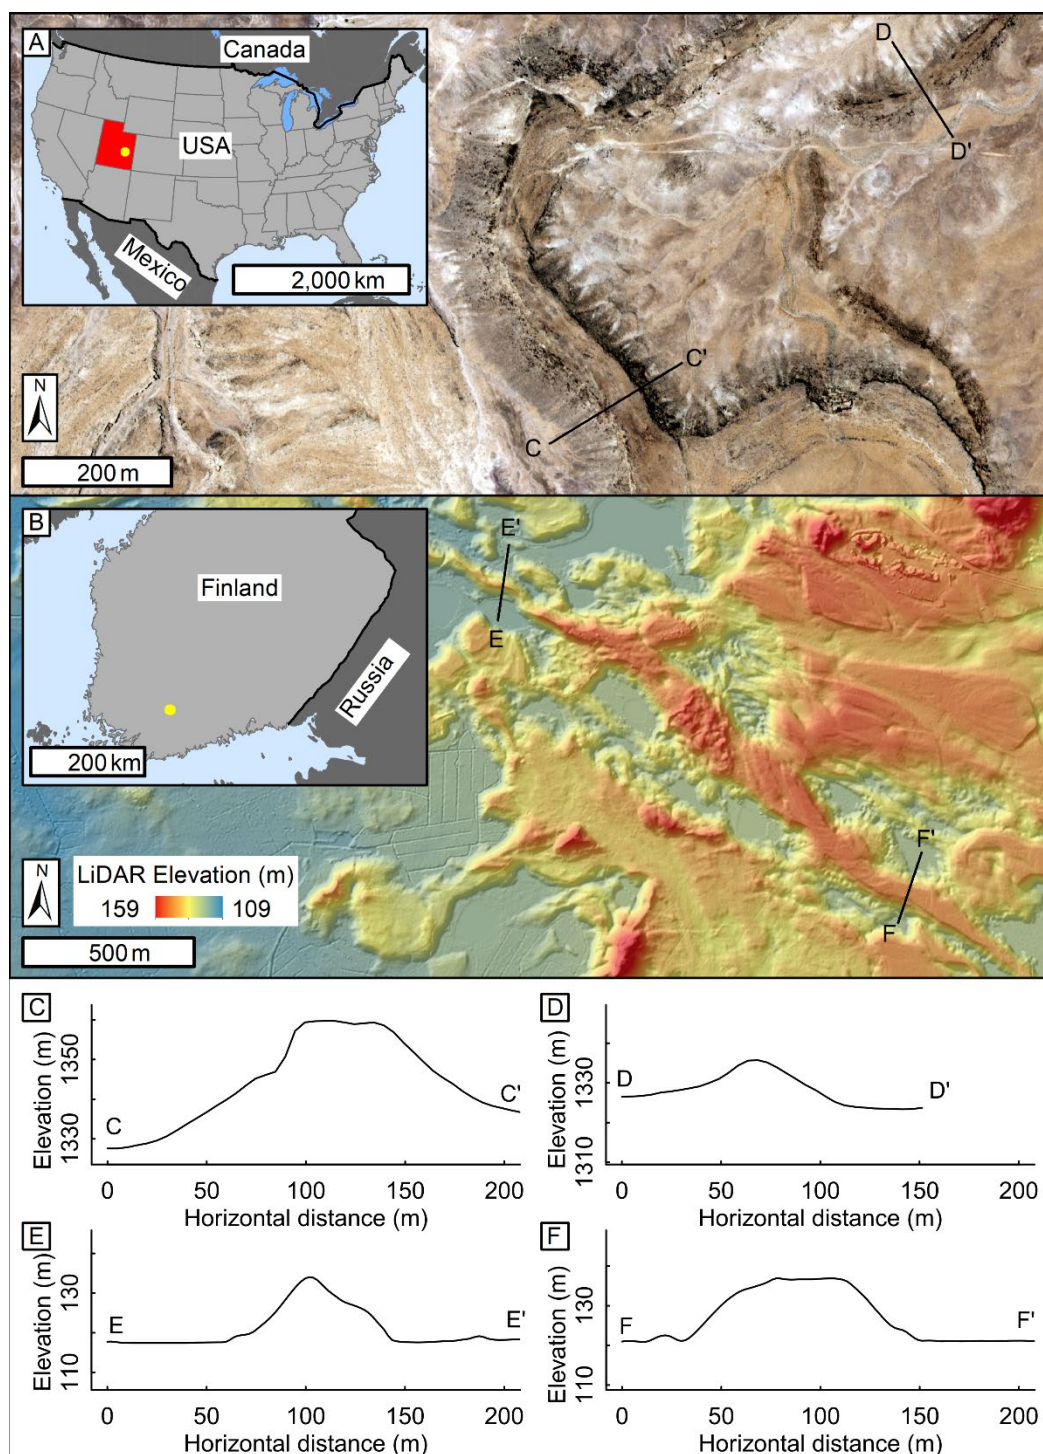 A
Canada
USA
Mexico
2,000 km
N
200 m
D
D'
C'
C
B
Finland
Russia
200 km
N
LiDAR Elevation (m)
159 109
500 m
E'
E
F'
F
C
Elevation (m)
1350
1330
C
C'
0 50 100 150 200
Horizontal distance (m)
D
Elevation (m)
1330
1310
D
D'
0 50 100 150 200
Horizontal distance (m)
E
Elevation (m)
130
110
E
E'
0 50 100 150 200
Horizontal distance (m)
F
Elevation (m)
130
110
F
F'
0 50 100 150 200
Horizontal distance (m)